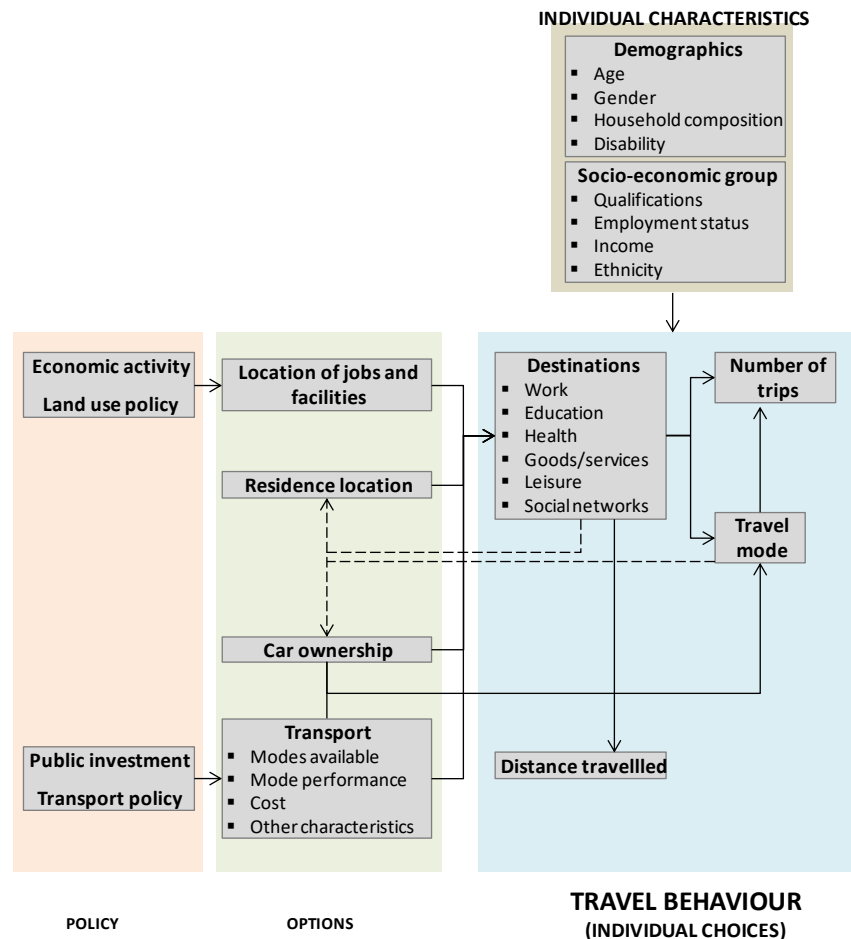 INDIVIDUAL CHARACTERISTICS
Demographics
▪ Age
▪ Gender
▪ Household composition
▪ Disability
Socio-economic group
▪ Qualifications
▪ Employment status
▪ Income
▪ Ethnicity
Economic activity
Land use policy
Location of jobs and
facilities
Residence location
Car ownership
Public investment
Transport policy
Transport
▪ Modes available
▪ Mode performance
▪ Cost
▪ Other characteristics
Destinations
▪ Work
▪ Education
▪ Health
▪ Goods/services
▪ Leisure
▪ Social networks
Number of
trips
Travel
mode
Distance travellled
POLICY
OPTIONS
TRAVEL BEHAVIOUR
(INDIVIDUAL CHOICES)